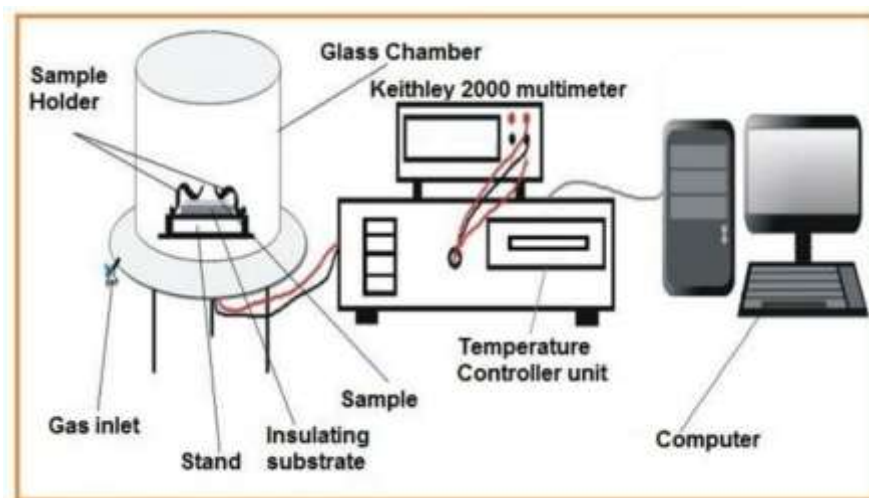 Glass Chamber
Sample
Holder
Keithley 2000 multimeter
Temperature
Controller unit
Sample
Gas inlet
Insulating
substrate
Stand
Computer